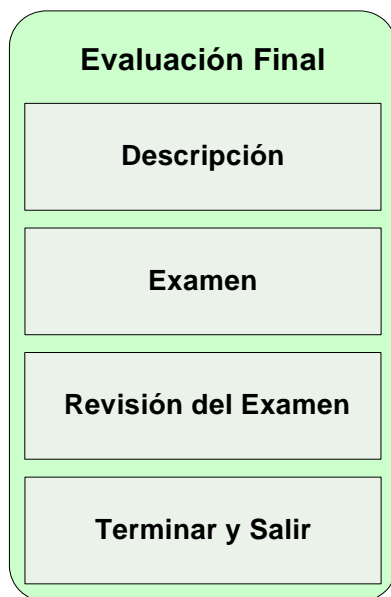 Evaluación Final
Descripción
Examen
Revisión del Examen
Terminar y Salir